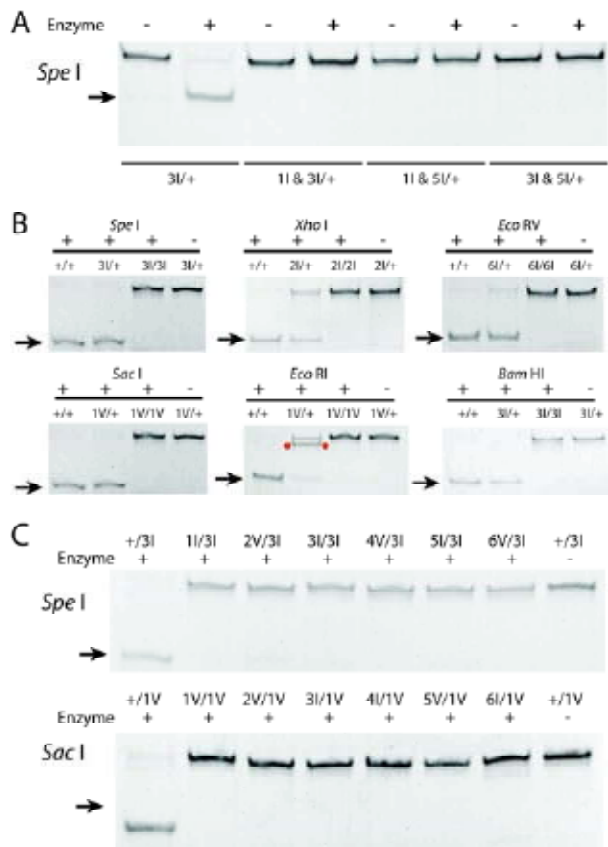 A
Enzyme - + - + - + - +
Spe I
3I/+ 1I & 3I/+ 1I & 5I/+ 3I & 5I/+
B
Spe I Xho I Eco RV
+ + + - + + + - + + + -
+/+ 3I/+ 3I/3I 3I/+ +/+ 2I/+ 2I/2I 2I/+ +/+ 6I/+ 6I/6I 6I/+
Sac I Eco RI Bam HI
+ + + - + + + - + + + -
+/+ 1V/+ 1V/1V 1V/+ +/+ 1V/+ 1V/1V 1V/+ +/+ 3I/+ 3I/3I 3I/+
C
+/3I 1I/3I 2V/3I 3I/3I 4V/3I 5I/3I 6V/3I +/3I
Enzyme + + + + + + + -
Spe I
+/1V 1V/1V 2V/1V 3I/1V 4I/1V 5V/1V 6I/1V +/1V
Enzyme + + + + + + + -
Sac I